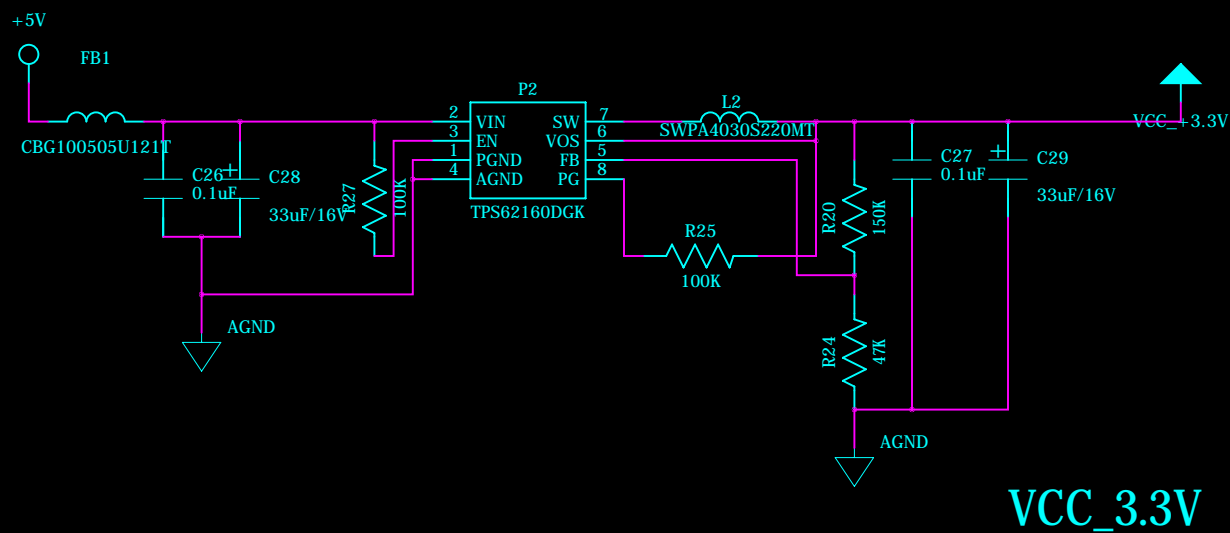 +5V
FB1
CBG100505U121T
C26
0.1uF
C28
33uF/16V
R27
100K
P2
2 VIN
3 EN
1 PGND
4 AGND
SW 7
VOS 6
FB 5
PG 8
TPS62160DGK
L2
SWPA4030S220MT
R25
100K
R20
150K
R24
47K
C27
0.1uF
C29
33uF/16V
VCC_+3.3V
AGND
AGND
VCC_3.3V